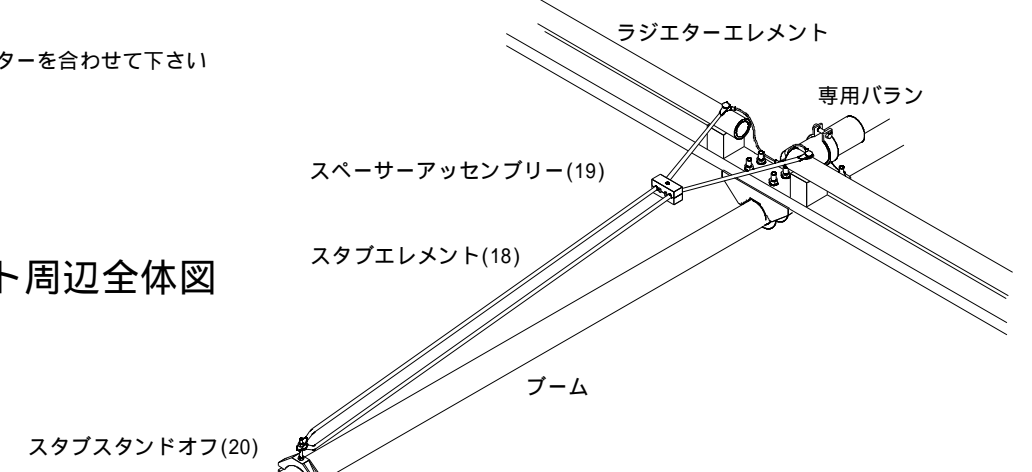 ラジエターエレメント
ターを合わせて下さい
専用バラン
スペーサーアッセンブリー(19)
スタブエレメント(18)
ト周辺全体図
ブーム
スタブスタンドオフ(20)